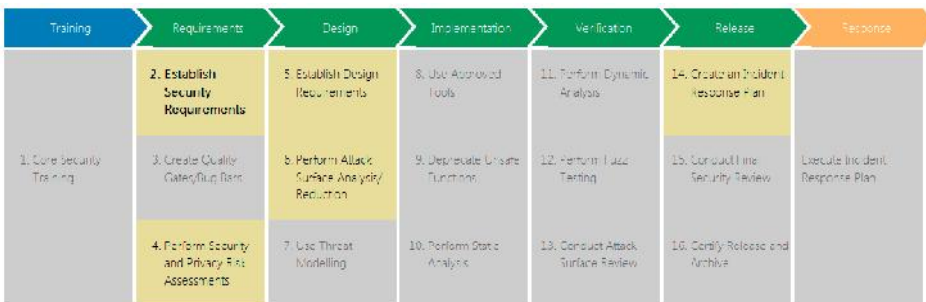 Training
Requirements
Design
Implementation
Verification
Release
Response
1. Core Security
Training
2. Establish
Security
Requirements
3. Create Quality
Gates/Bug Bars
4. Perform Security
and Privacy Risk
Assessments
5. Establish Design
Requirements
6. Perform Attack
Surface Analysis/
Reduction
7. Use Threat
Modelling
8. Use Approved
Tools
9. Deprecate Unsafe
Functions
10. Perform Static
Analysis
11. Perform Dynamic
Analysis
12. Perform Fuzz
Testing
13. Conduct Attack
Surface Review
14. Create an Incident
Response Plan
15. Conduct Final
Security Review
16. Certify Release and
Archive
Execute Incident
Response Plan